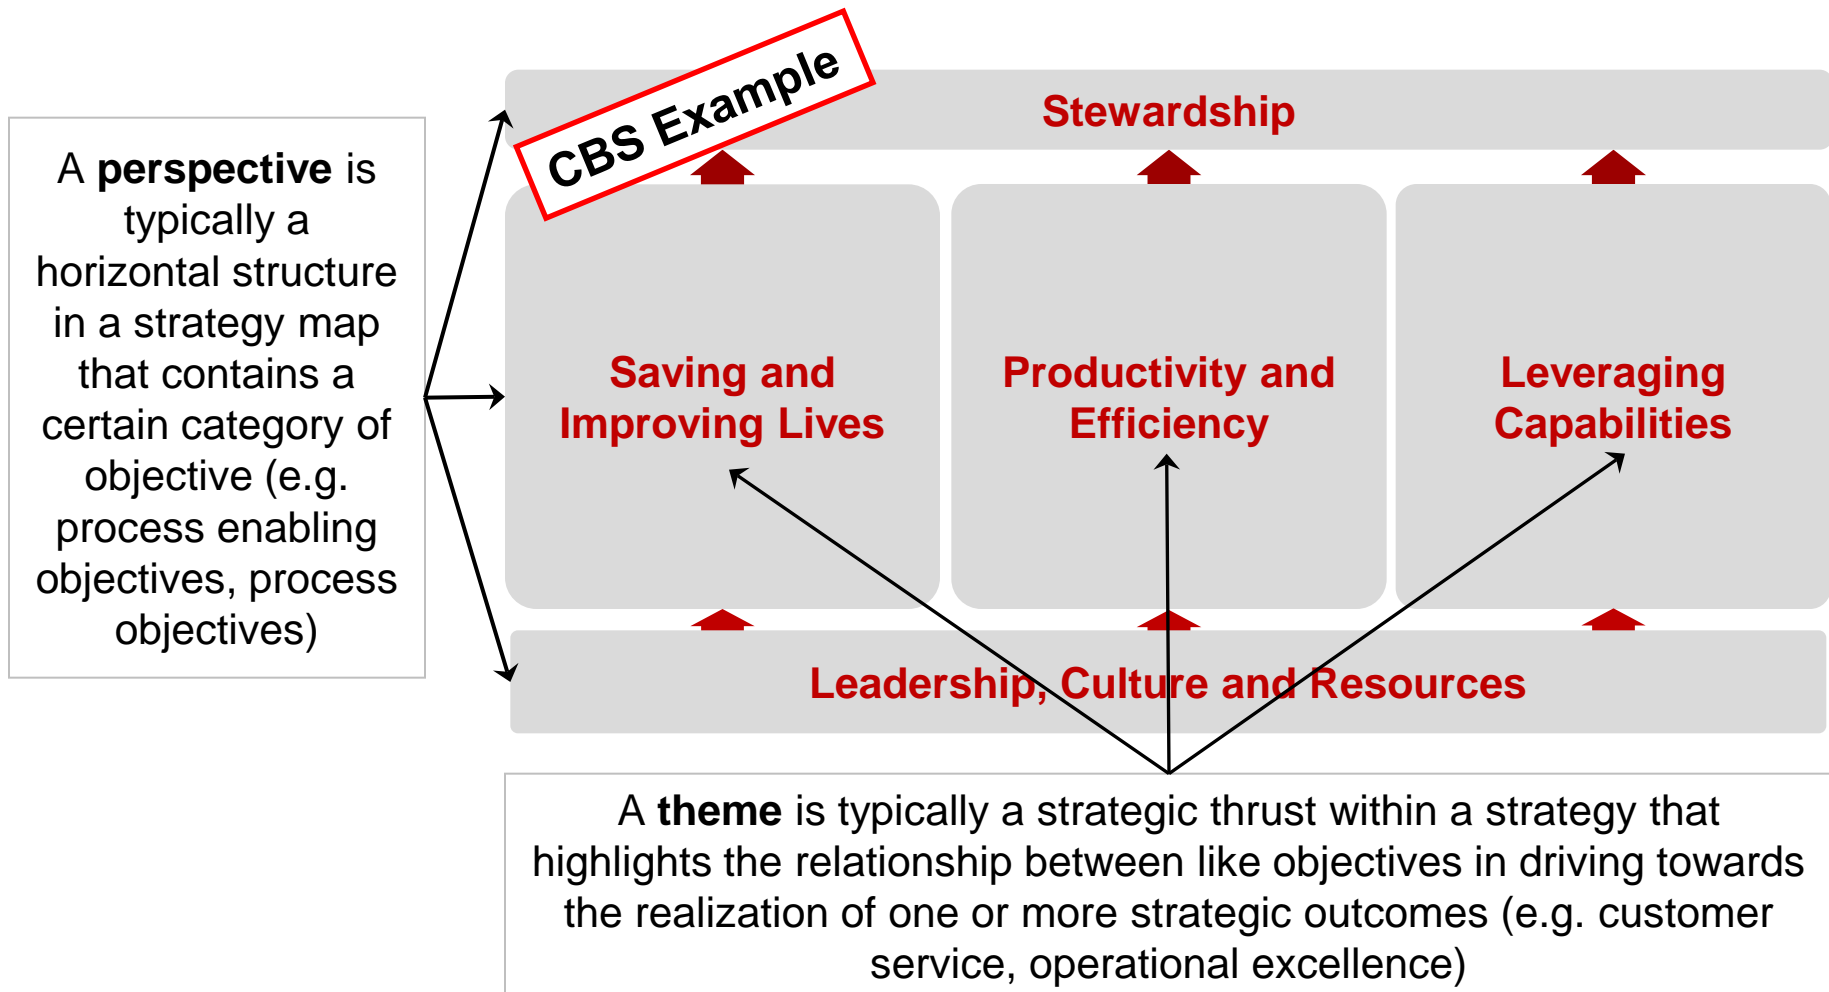 CBS Example
Stewardship
A perspective is
typically a
horizontal structure
in a strategy map
that contains a
certain category of
objective (e.g.
process enabling
objectives, process
objectives)
Saving and
Improving Lives
Productivity and
Efficiency
Leveraging
Capabilities
Leadership, Culture and Resources
A theme is typically a strategic thrust within a strategy that
highlights the relationship between like objectives in driving towards
the realization of one or more strategic outcomes (e.g. customer
service, operational excellence)